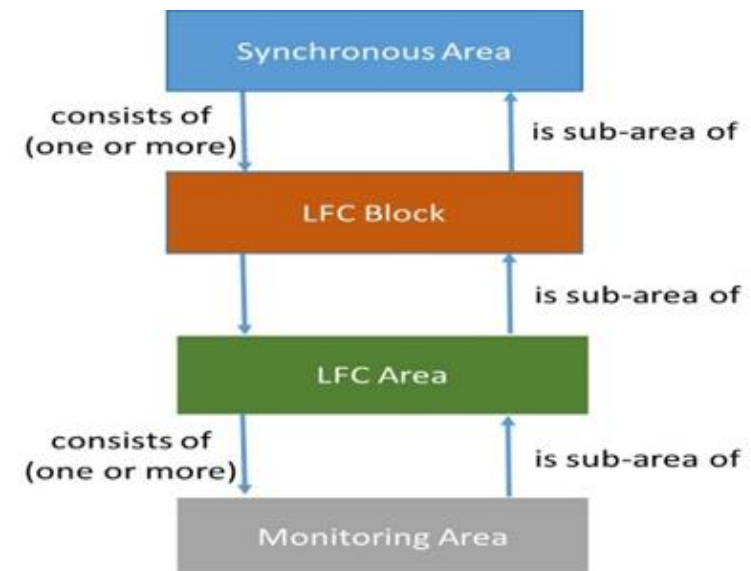 Synchronous Area
consists of
(one or more)
is sub-area of
LFC Block
is sub-area of
LFC Area
consists of
(one or more)
is sub-area of
Monitoring Area